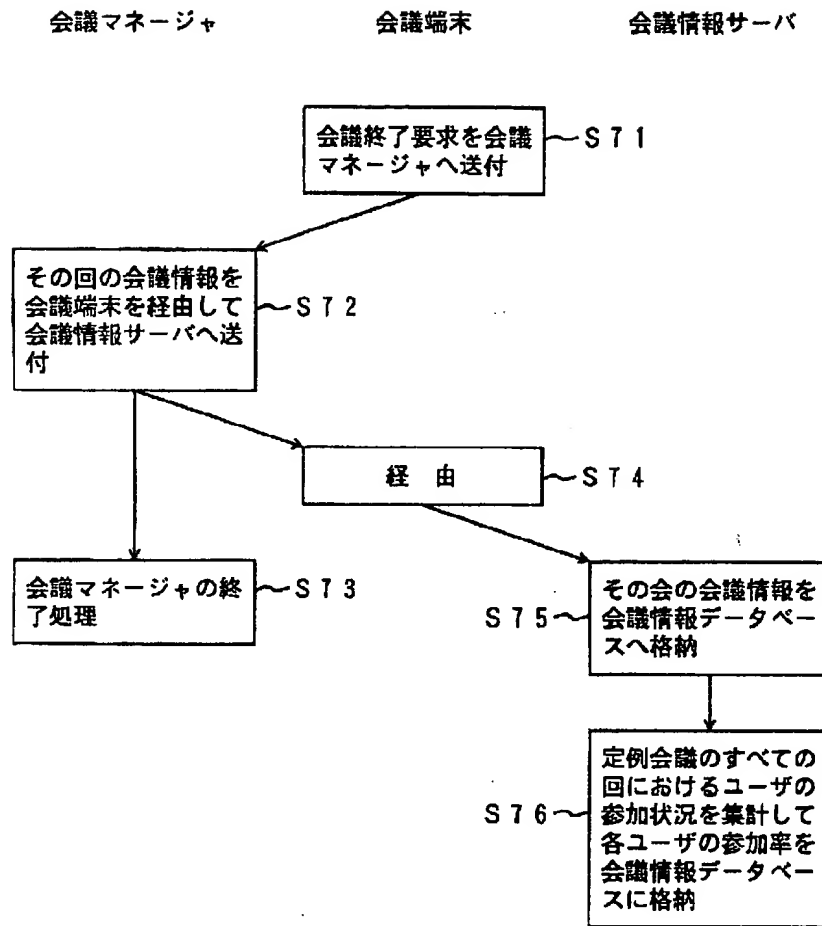 会議マネージャ 会議端末 会議情報サーバ
会議終了要求を会議
マネージャへ送付
S71
その回の会議情報を
会議端末を経由して
会議情報サーバへ送
付
S72
経 由
S74
会議マネージャの終
了処理
S73
その会の会議情報を
会議情報データベー
スへ格納
S75
定例会議のすべての
回におけるユーザの
参加状況を集計して
各ユーザの参加率を
会議情報データベー
スに格納
S76